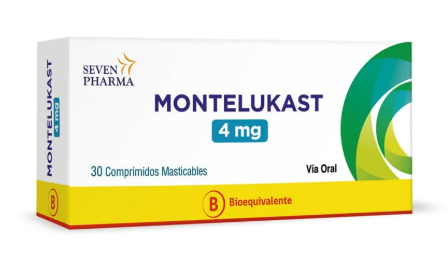 SEVEN
PHARMA
MONTELUKAST
4 mg
30 Comprimidos Masticables
Vía Oral
B Bioequivalente
MONTELUKAST
4 mg
B